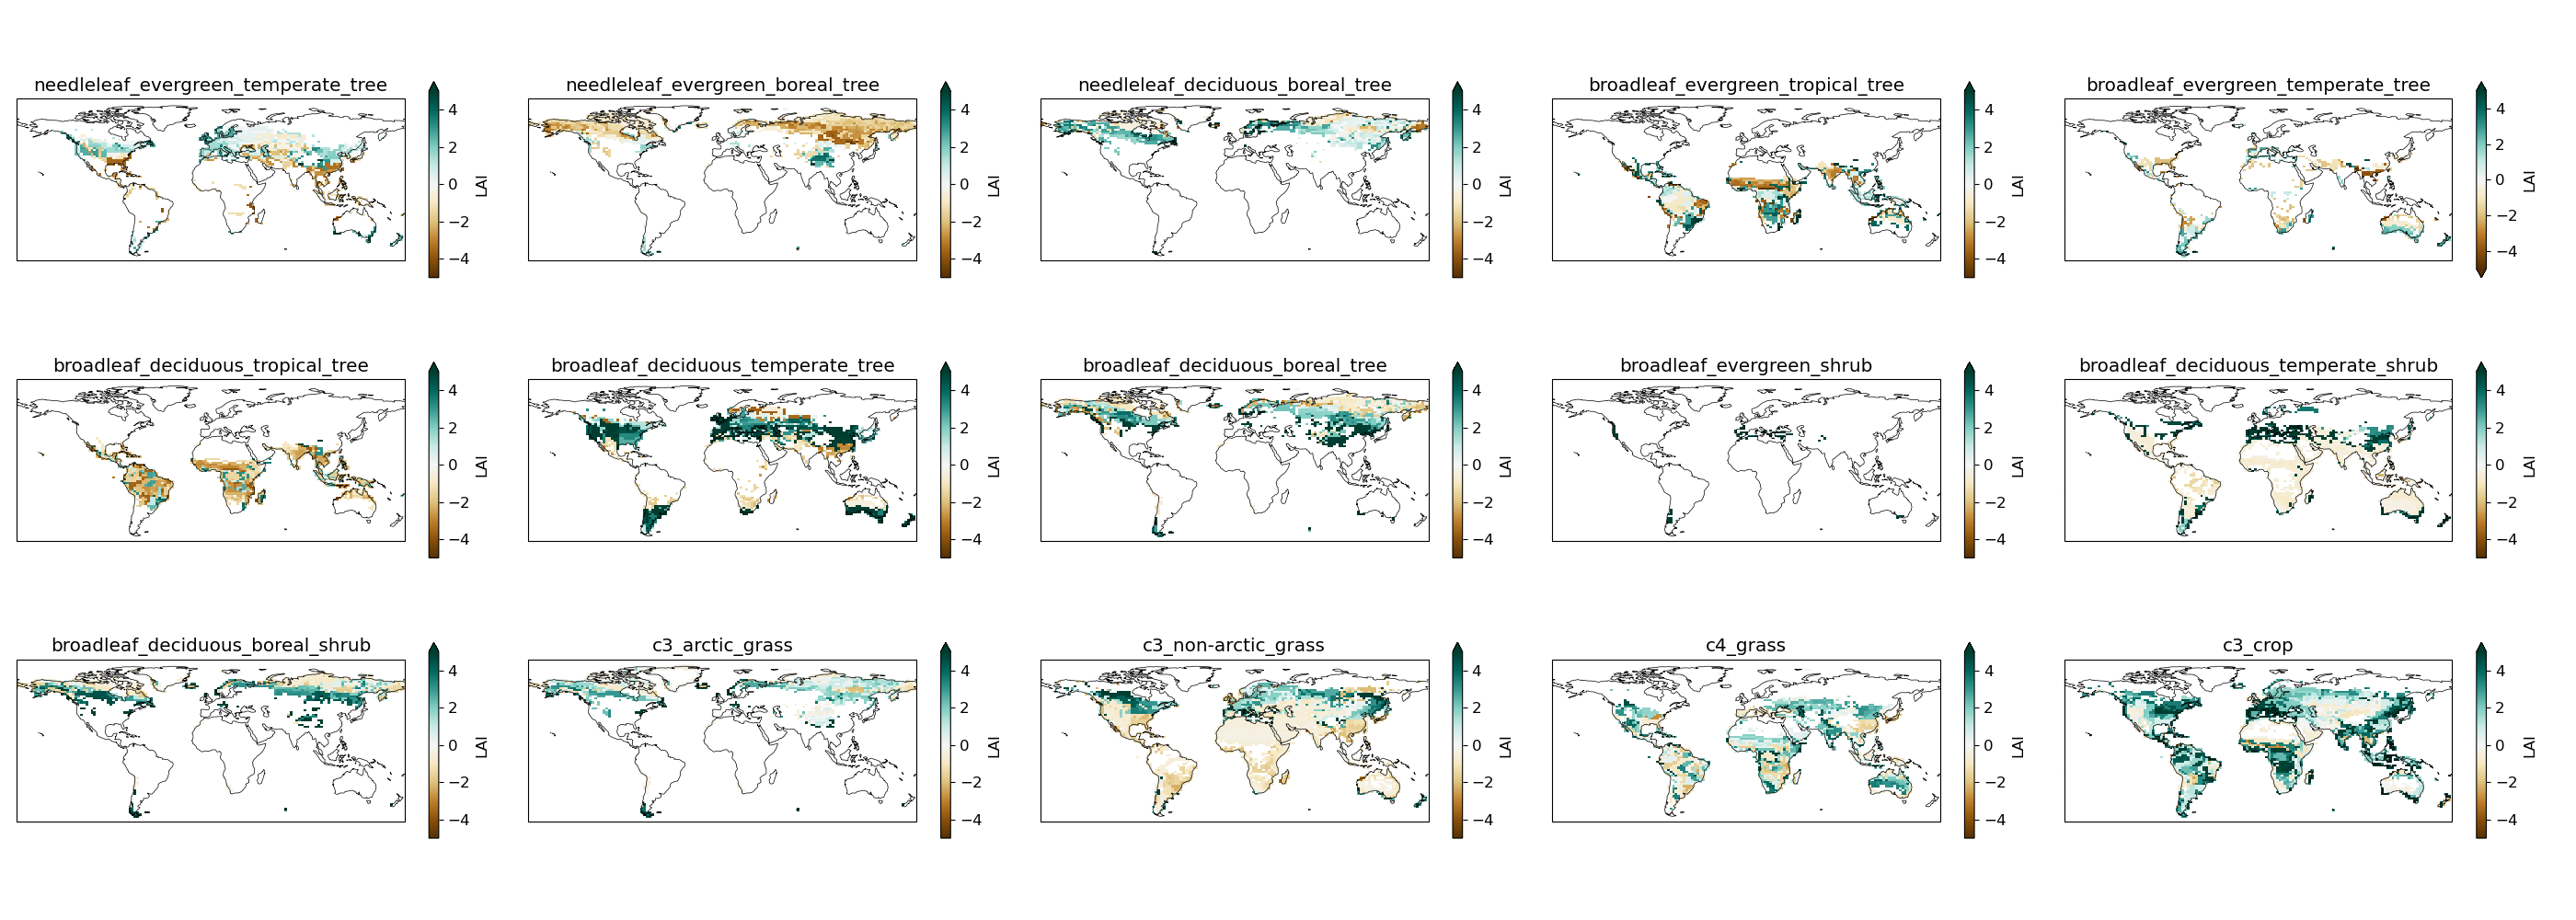 needleleaf_evergreen_temperate_tree
4
2
0
−2
−4
LAI
needleleaf_evergreen_boreal_tree
4
2
0
−2
−4
LAI
needleleaf_deciduous_boreal_tree
4
2
0
−2
−4
LAI
broadleaf_evergreen_tropical_tree
4
2
0
−2
−4
LAI
broadleaf_evergreen_temperate_tree
4
2
0
−2
−4
LAI
broadleaf_deciduous_tropical_tree
4
2
0
−2
−4
LAI
broadleaf_deciduous_temperate_tree
4
2
0
−2
−4
LAI
broadleaf_deciduous_boreal_tree
4
2
0
−2
−4
LAI
broadleaf_evergreen_shrub
4
2
0
−2
−4
LAI
broadleaf_deciduous_temperate_shrub
4
2
0
−2
−4
LAI
broadleaf_deciduous_boreal_shrub
4
2
0
−2
−4
LAI
c3_arctic_grass
4
2
0
−2
−4
LAI
c3_non-arctic_grass
4
2
0
−2
−4
LAI
c4_grass
4
2
0
−2
−4
LAI
c3_crop
4
2
0
−2
−4
LAI